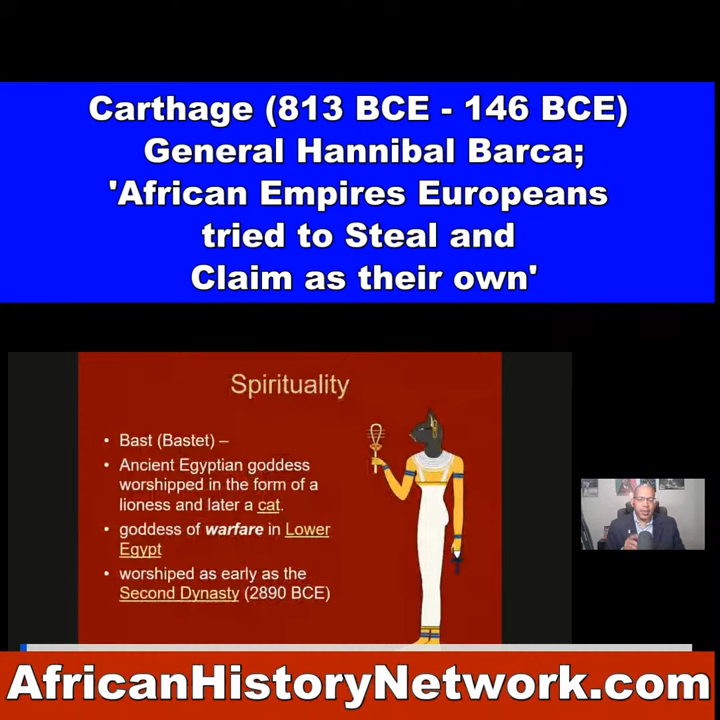 Carthage (813 BCE - 146 BCE)
General Hannibal Barca;
'African Empires Europeans
tried to Steal and
Claim as their own'
Spirituality
• Bast (Bastet) –
• Ancient Egyptian goddess
worshipped in the form of a
lioness and later a cat.
• goddess of warfare in Lower
Egypt
• worshiped as early as the
Second Dynasty (2890 BCE)
AfricanHistoryNetwork.com